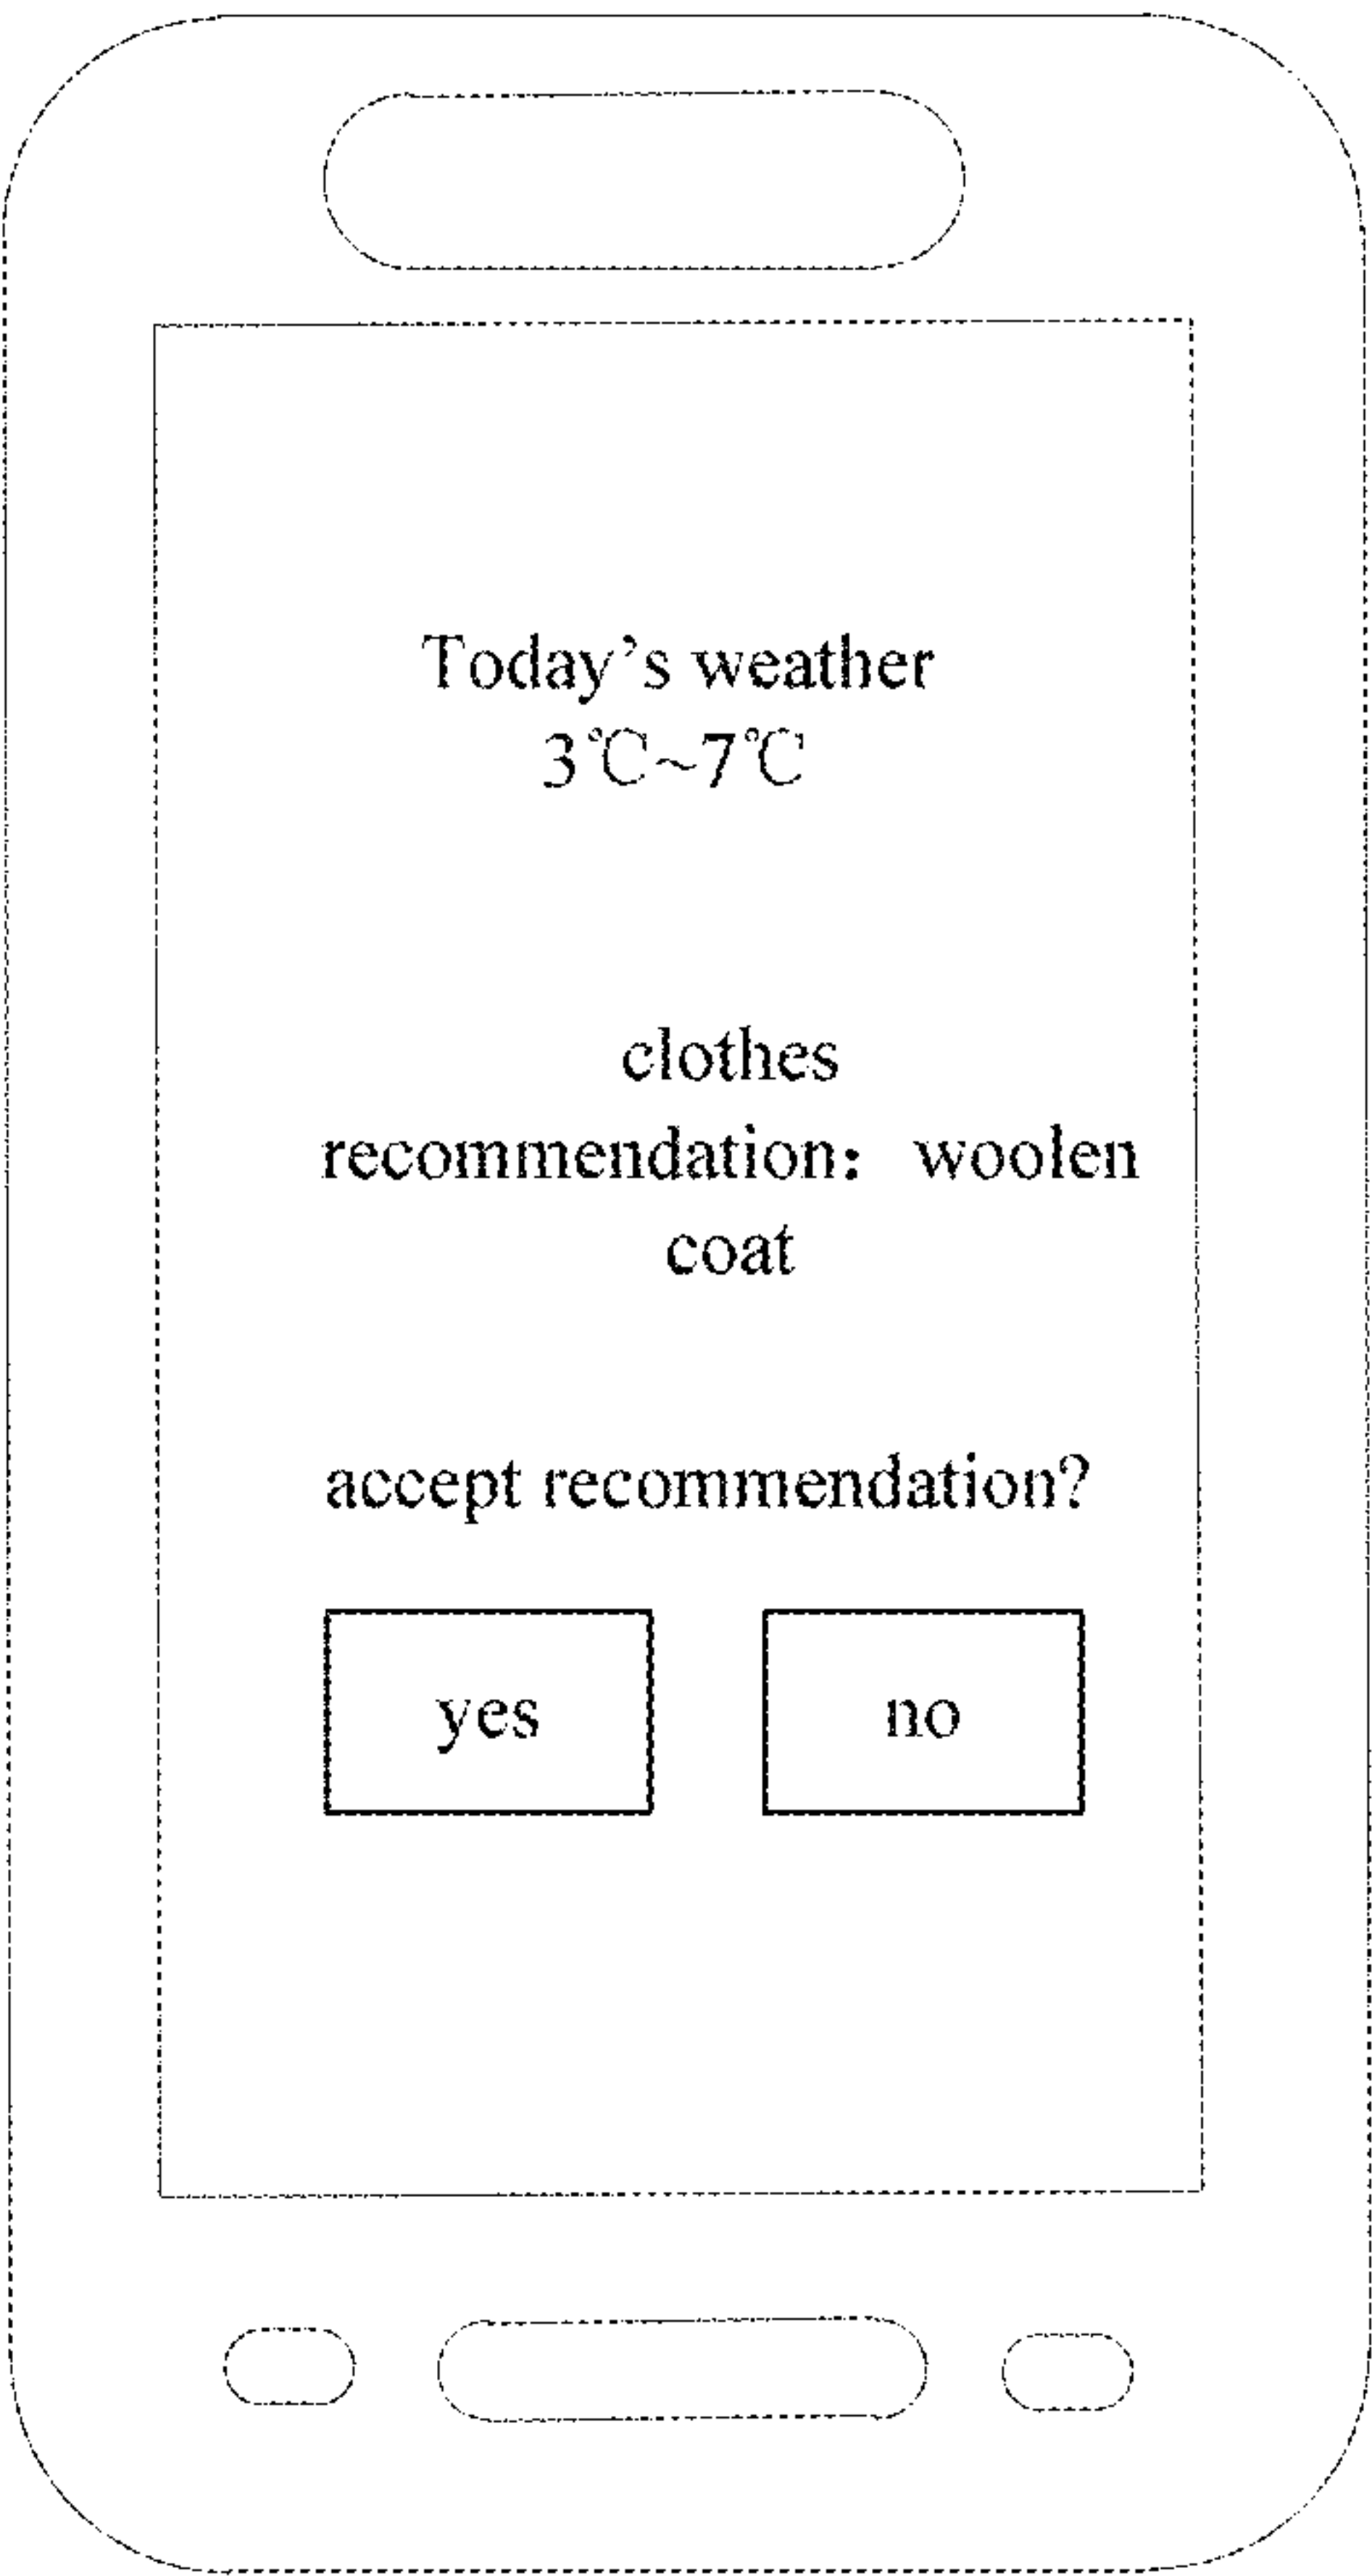 Today’s weather
3℃~7℃
clothes
recommendation： woolen
coat
accept recommendation?
yes
no